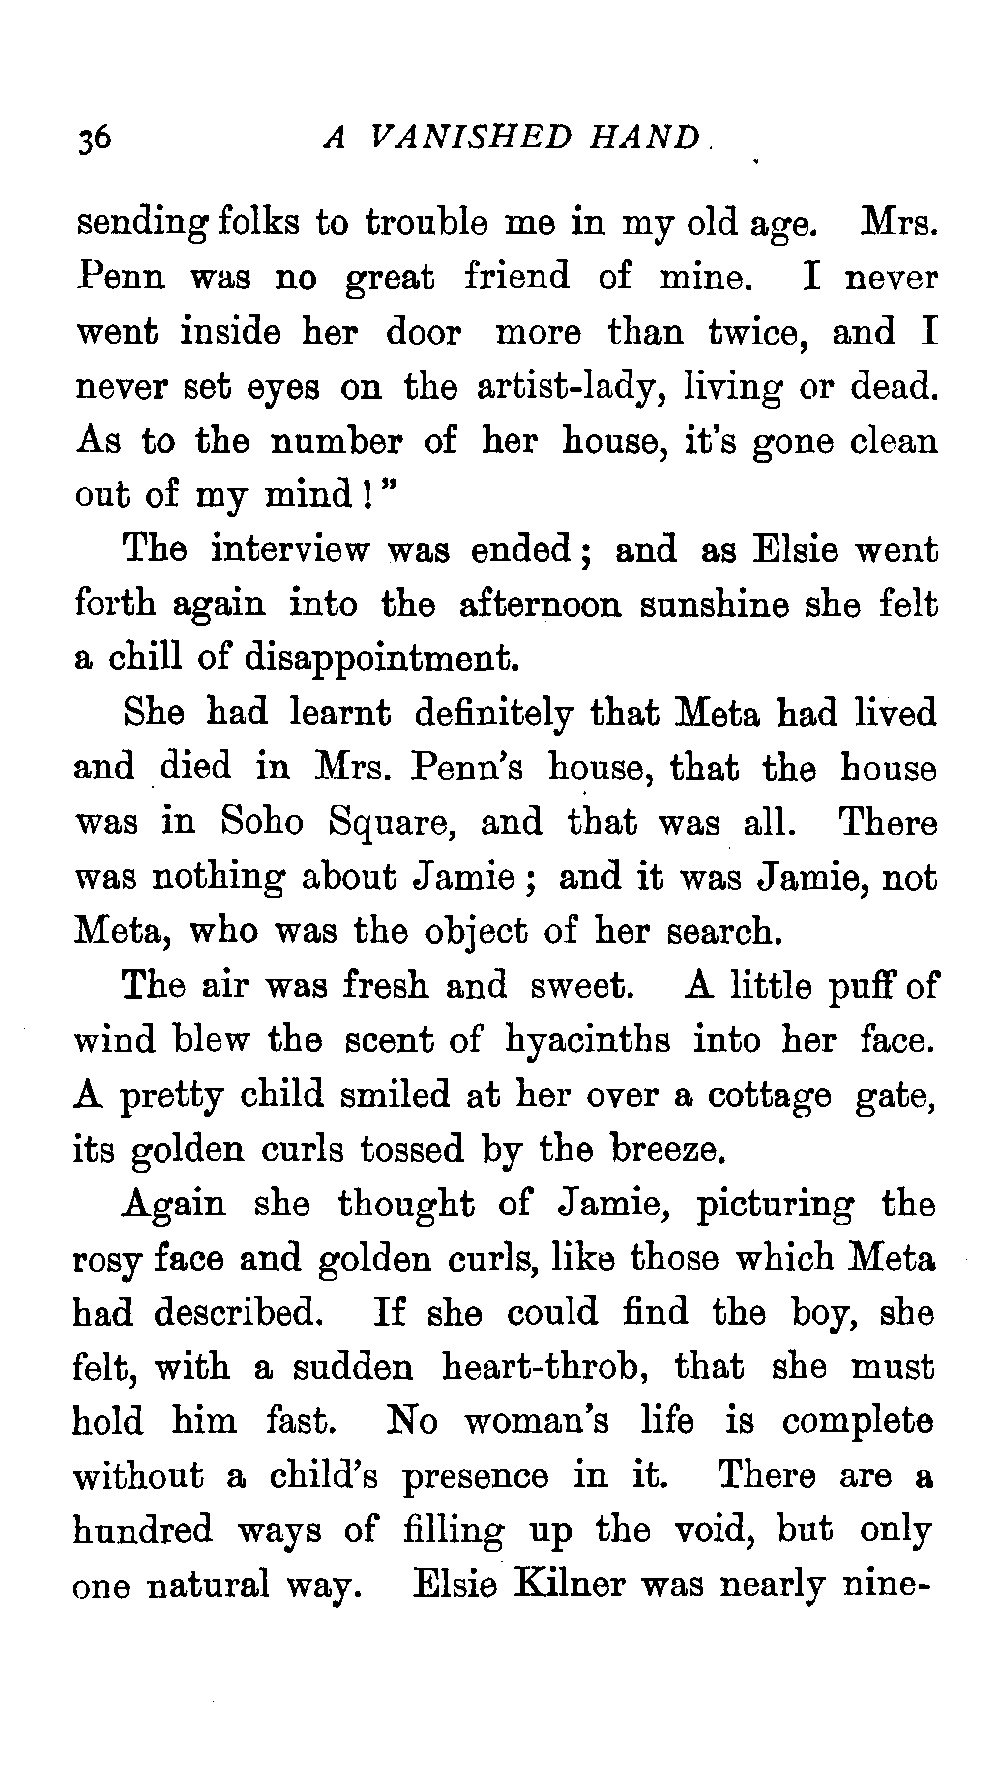 36 A VANISHED HAND.
sending folks to trouble me in my old age. Mrs.
Penn was no great friend of mine. I never
went inside her door more than twice, and I
never set eyes on the artist-lady, living or dead.
As to the number of her house, it's gone clean
out of my mind!"
The interview was ended; and as Elsie went
forth again into the afternoon sunshine she felt
a chill of disappointment.
She had learnt definitely that Meta had lived
and died in Mrs. Penn's house, that the house
was in Soho Square, and that was all. There
was nothing about Jamie; and it was Jamie, not
Meta, who was the object of her search.
The air was fresh and sweet. A little puff of
wind blew the scent of hyacinths into her face.
A pretty child smiled at her over a cottage gate,
its golden curls tossed by the breeze.
Again she thought of Jamie, picturing the
rosy face and golden curls, like those which Meta
had described. If she could find the boy, she
felt, with a sudden heart-throb, that she must
hold him fast. No woman's life is complete
without a child's presence in it. There are a
hundred ways of filling up the void, but only
one natural way. Elsie Kilner was nearly nine-